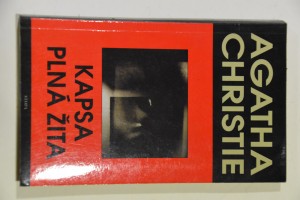 AGATHA
CHRISTIE
KAPSA
PLNÁ ŽITA